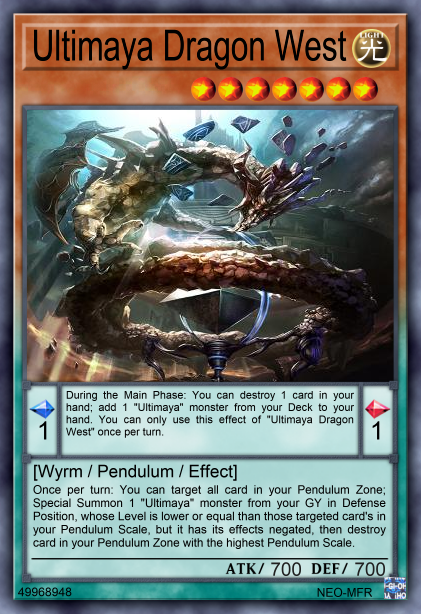 Ultimaya Dragon West
LIGHT
光
During the Main Phase: You can destroy 1 card in your
hand; add 1 "Ultimaya" monster from your Deck to your
hand. You can only use this effect of "Ultimaya Dragon
West" once per turn.
1
1
[Wyrm / Pendulum / Effect]
Once per turn: You can target all card in your Pendulum Zone;
Special Summon 1 "Ultimaya" monster from your GY in Defense
Position, whose Level is lower or equal than those targeted card's in
your Pendulum Scale, but it has its effects negated, then destroy
card in your Pendulum Zone with the highest Pendulum Scale.
ATK/ 700 DEF/ 700
49968948
NEO-MFR